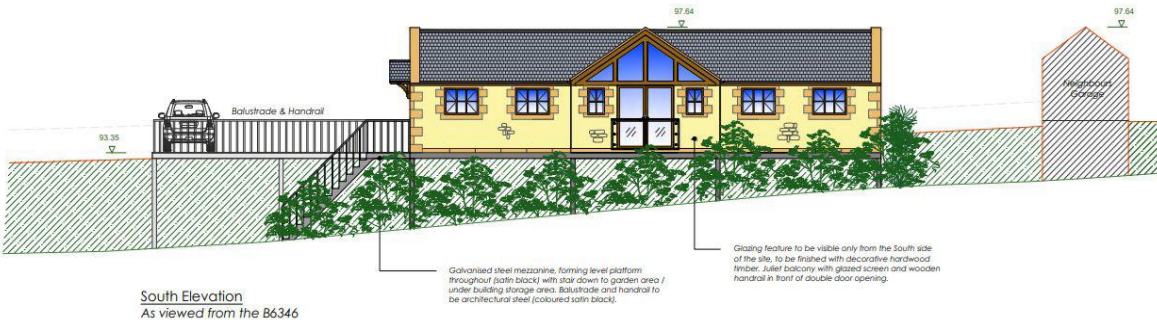 97.64
97.64
Neighbours
Garage
Balustrade & Handrail
93.35
Galvanised steel mezzanine, forming level platform
throughout (satin black) with stair down to garden area /
under building storage area. Balustrade and handrail to
be architectural steel (coloured satin black).
Glazing feature to be visible only from the South side
of the site, to be finished with decorative hardwood
timber. Juliet balcony with glazed screen and wooden
handrail in front of double door opening.
South Elevation
As viewed from the B6346